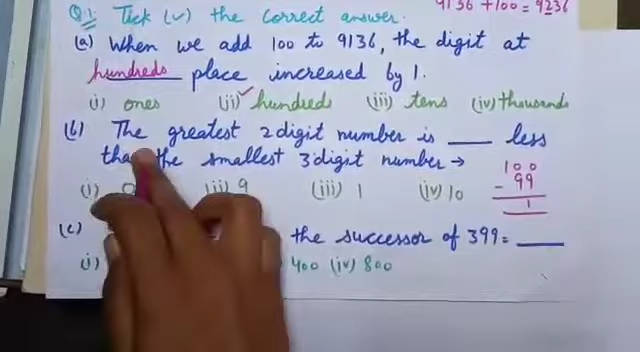 9136 + 100 = 9236
Q.1. Tick (✓) the correct answer.
(a) When we add 100 to 9136, the digit at
hundreds place increased by 1.
(i) ones (ii) ✓ hundreds (iii) tens (iv) thousands
(b) The greatest 2 digit number is ____ less
than the smallest 3 digit number →
100
- 99
1
(i) 0 (ii) 9 (iii) 1 (iv) 10
(c) the successor of 399 = ____
(i) 400 (iv) 800